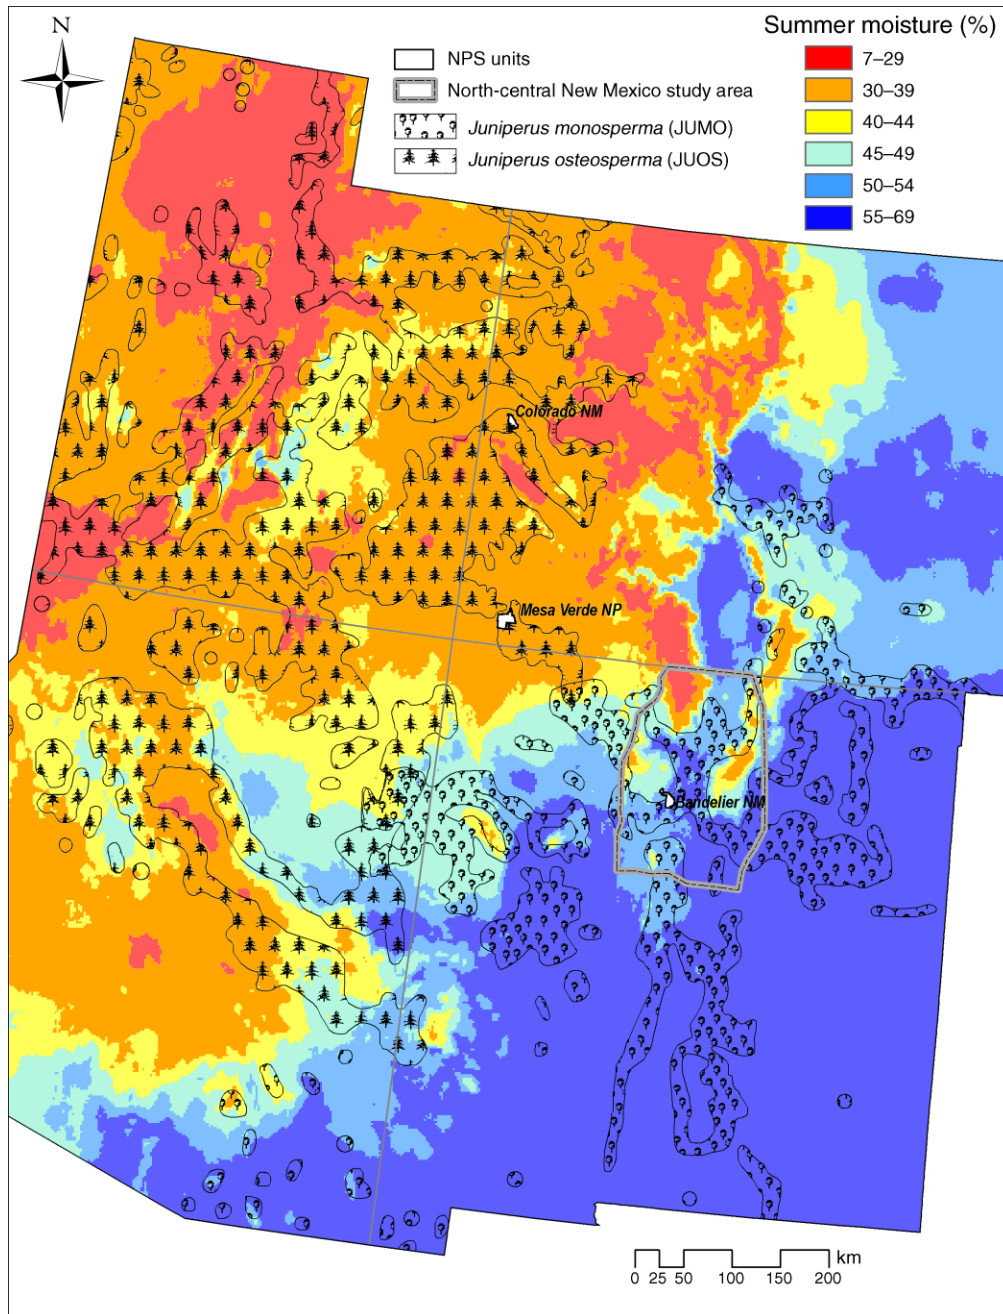 N
Summer moisture (%)
7–29
30–39
40–44
45–49
50–54
55–69
NPS units
North-central New Mexico study area
Juniperus monosperma (JUMO)
Juniperus osteosperma (JUOS)
Colorado NM
Mesa Verde NP
Bandelier NM
km
0 25 50 100 150 200